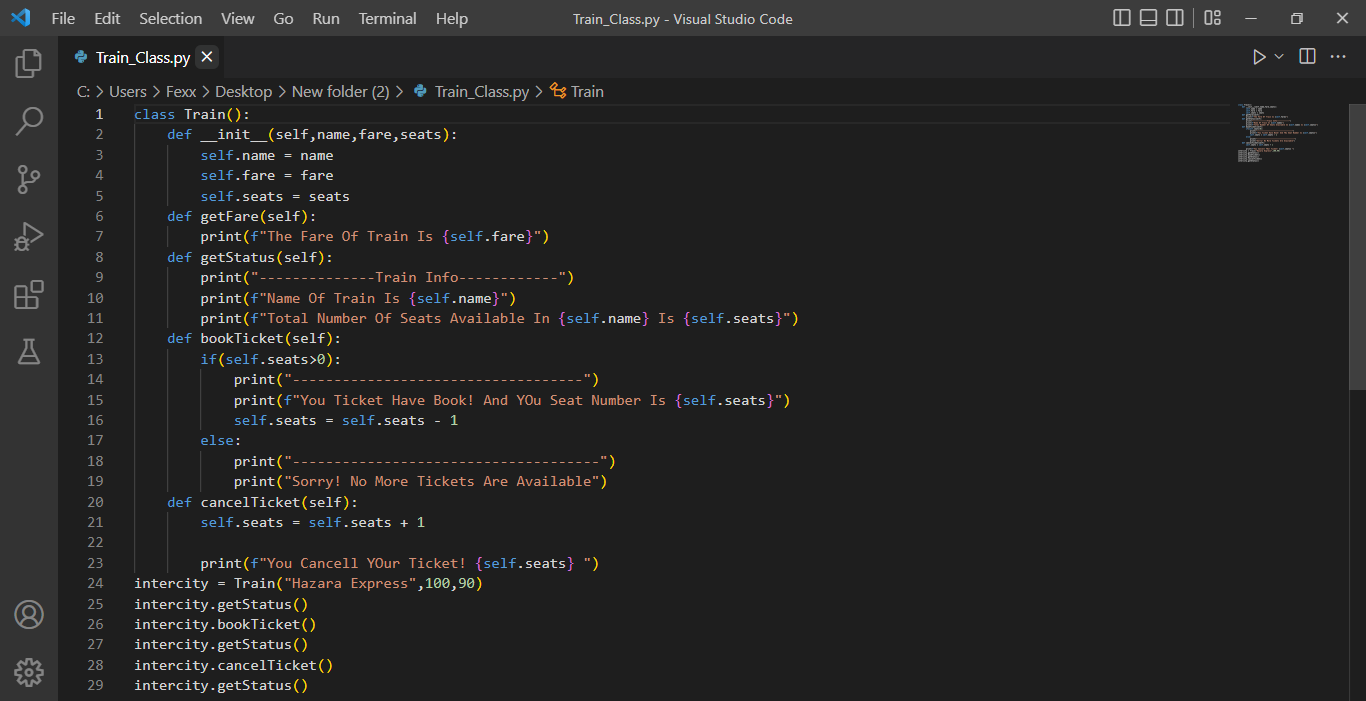 File Edit Selection View Go Run Terminal Help Train_Class.py - Visual Studio Code
Train_Class.py
C: > Users > Fexx > Desktop > New folder (2) > Train_Class.py > Train
1 class Train():
2     def __init__(self,name,fare,seats):
3         self.name = name
4         self.fare = fare
5         self.seats = seats
6     def getFare(self):
7         print(f"The Fare Of Train Is {self.fare}")
8     def getStatus(self):
9         print("--------------Train Info------------")
10         print(f"Name Of Train Is {self.name}")
11         print(f"Total Number Of Seats Available In {self.name} Is {self.seats}")
12     def bookTicket(self):
13         if(self.seats>0):
14             print("-----------------------------------")
15             print(f"You Ticket Have Book! And YOu Seat Number Is {self.seats}")
16             self.seats = self.seats - 1
17         else:
18             print("-------------------------------------")
19             print("Sorry! No More Tickets Are Available")
20     def cancelTicket(self):
21         self.seats = self.seats + 1
22
23         print(f"You Cancell YOur Ticket! {self.seats} ")
24 intercity = Train("Hazara Express",100,90)
25 intercity.getStatus()
26 intercity.bookTicket()
27 intercity.getStatus()
28 intercity.cancelTicket()
29 intercity.getStatus()